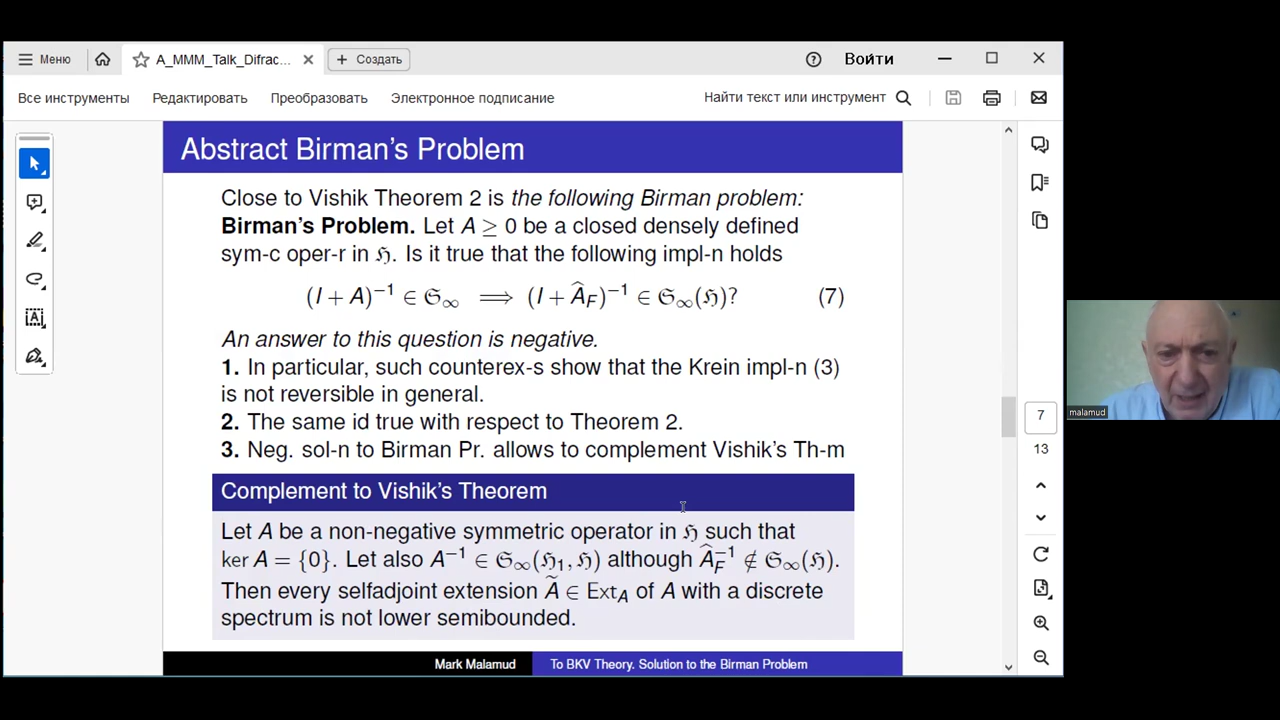 Меню
A_MMM_Talk_Difrac...
Создать
Войти
Все инструменты
Редактировать
Преобразовать
Электронное подписание
Найти текст или инструмент
Abstract Birman's Problem
Close to Vishik Theorem 2 is the following Birman problem:
Birman's Problem. Let A ≥ 0 be a closed densely defined
sym-c oper-r in ℌ. Is it true that the following impl-n holds
(I + A)⁻¹ ∈ 𝔖∞ ⟹ (I + Â_F)⁻¹ ∈ 𝔖∞(ℌ)? (7)
An answer to this question is negative.
1. In particular, such counterex-s show that the Krein impl-n (3)
is not reversible in general.
2. The same id true with respect to Theorem 2.
3. Neg. sol-n to Birman Pr. allows to complement Vishik's Th-m
Complement to Vishik's Theorem
Let A be a non-negative symmetric operator in ℌ such that
ker A = {0}. Let also A⁻¹ ∈ 𝔖∞(ℌ₁, ℌ) although Â_F⁻¹ ∉ 𝔖∞(ℌ).
Then every selfadjoint extension Ã ∈ Ext_A of A with a discrete
spectrum is not lower semibounded.
Mark Malamud
To BKV Theory. Solution to the Birman Problem
7
13
malamud